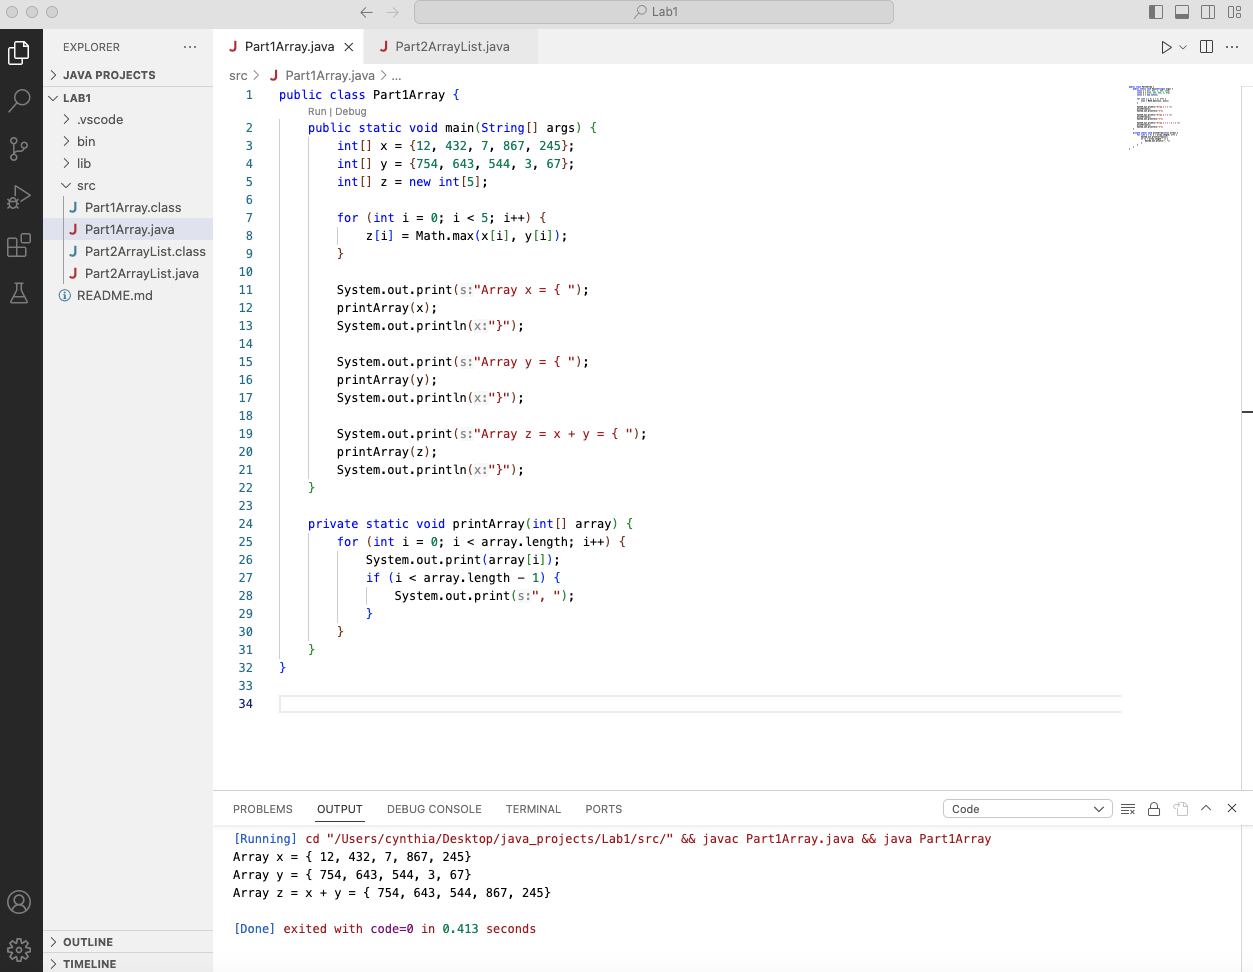 Lab1
EXPLORER ···
JAVA PROJECTS
LAB1
.vscode
bin
lib
src
J Part1Array.class
J Part1Array.java
J Part2ArrayList.class
J Part2ArrayList.java
README.md
OUTLINE
TIMELINE
J Part1Array.java
J Part2ArrayList.java
src > J Part1Array.java > ...
1 public class Part1Array {
Run | Debug
2 public static void main(String[] args) {
3 int[] x = {12, 432, 7, 867, 245};
4 int[] y = {754, 643, 544, 3, 67};
5 int[] z = new int[5];
6
7 for (int i = 0; i < 5; i++) {
8 z[i] = Math.max(x[i], y[i]);
9 }
10
11 System.out.print(s:"Array x = { ");
12 printArray(x);
13 System.out.println(x:"}");
14
15 System.out.print(s:"Array y = { ");
16 printArray(y);
17 System.out.println(x:"}");
18
19 System.out.print(s:"Array z = x + y = { ");
20 printArray(z);
21 System.out.println(x:"}");
22 }
23
24 private static void printArray(int[] array) {
25 for (int i = 0; i < array.length; i++) {
26 System.out.print(array[i]);
27 if (i < array.length - 1) {
28 System.out.print(s:", ");
29 }
30 }
31 }
32 }
33
34
PROBLEMS OUTPUT DEBUG CONSOLE TERMINAL PORTS
Code
[Running] cd "/Users/cynthia/Desktop/java_projects/Lab1/src/" && javac Part1Array.java && java Part1Array
Array x = { 12, 432, 7, 867, 245}
Array y = { 754, 643, 544, 3, 67}
Array z = x + y = { 754, 643, 544, 867, 245}
[Done] exited with code=0 in 0.413 seconds